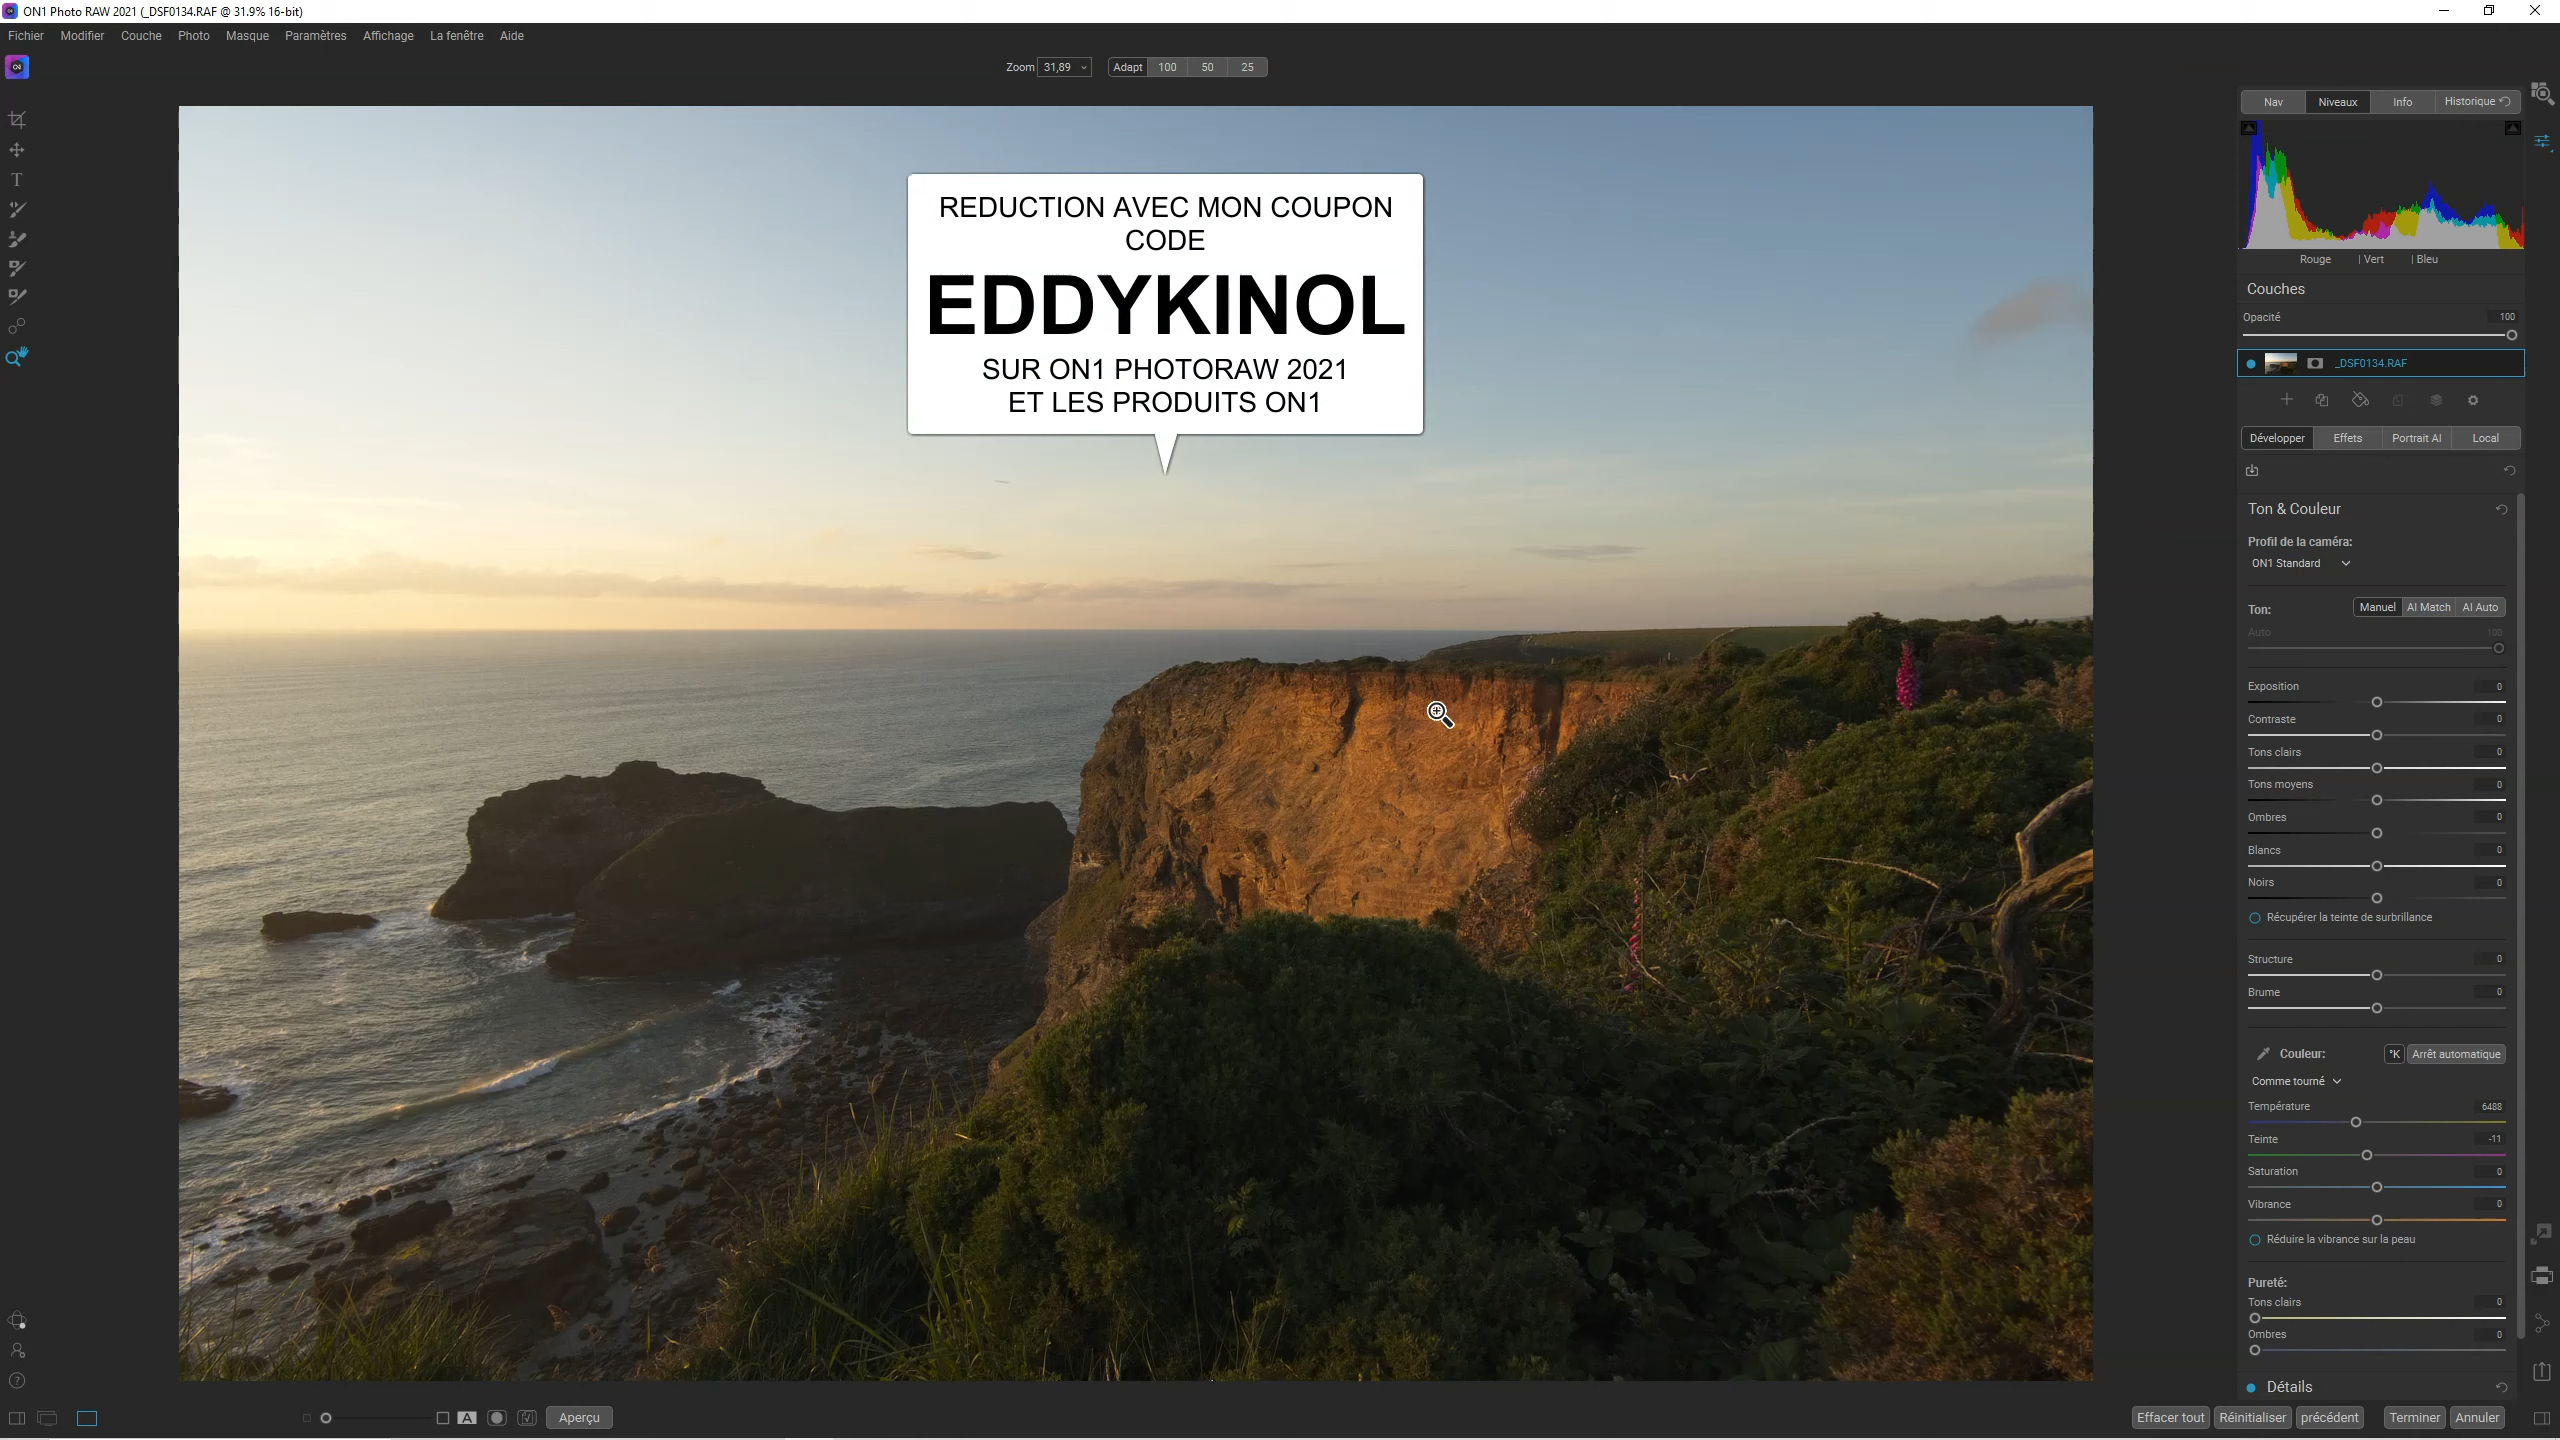 ON1 Photo RAW 2021 (_DSF0134.RAF @ 31.9% 16-bit)
Fichier Modifier Couche Photo Masque Paramètres Affichage La fenêtre Aide
Zoom 31,89 Adapt 100 50 25
Nav Niveaux Info Historique
REDUCTION AVEC MON COUPON
CODE
EDDYKINOL
SUR ON1 PHOTORAW 2021
ET LES PRODUITS ON1
Rouge | Vert | Bleu
Couches
Opacité 100
_DSF0134.RAF
Développer Effets Portrait AI Local
Ton & Couleur
Profil de la caméra:
ON1 Standard
Ton: Manuel AI Match AI Auto
Auto 100
Exposition 0
Contraste 0
Tons clairs 0
Tons moyens 0
Ombres 0
Blancs 0
Noirs 0
Récupérer la teinte de surbrillance
Structure 0
Brume 0
Couleur: °K Arrêt automatique
Comme tourné
Température 6488
Teinte -11
Saturation 0
Vibrance 0
Réduire la vibrance sur la peau
Pureté:
Tons clairs 0
Ombres 0
Détails
A Aperçu
Effacer tout Réinitialiser précédent Terminer Annuler